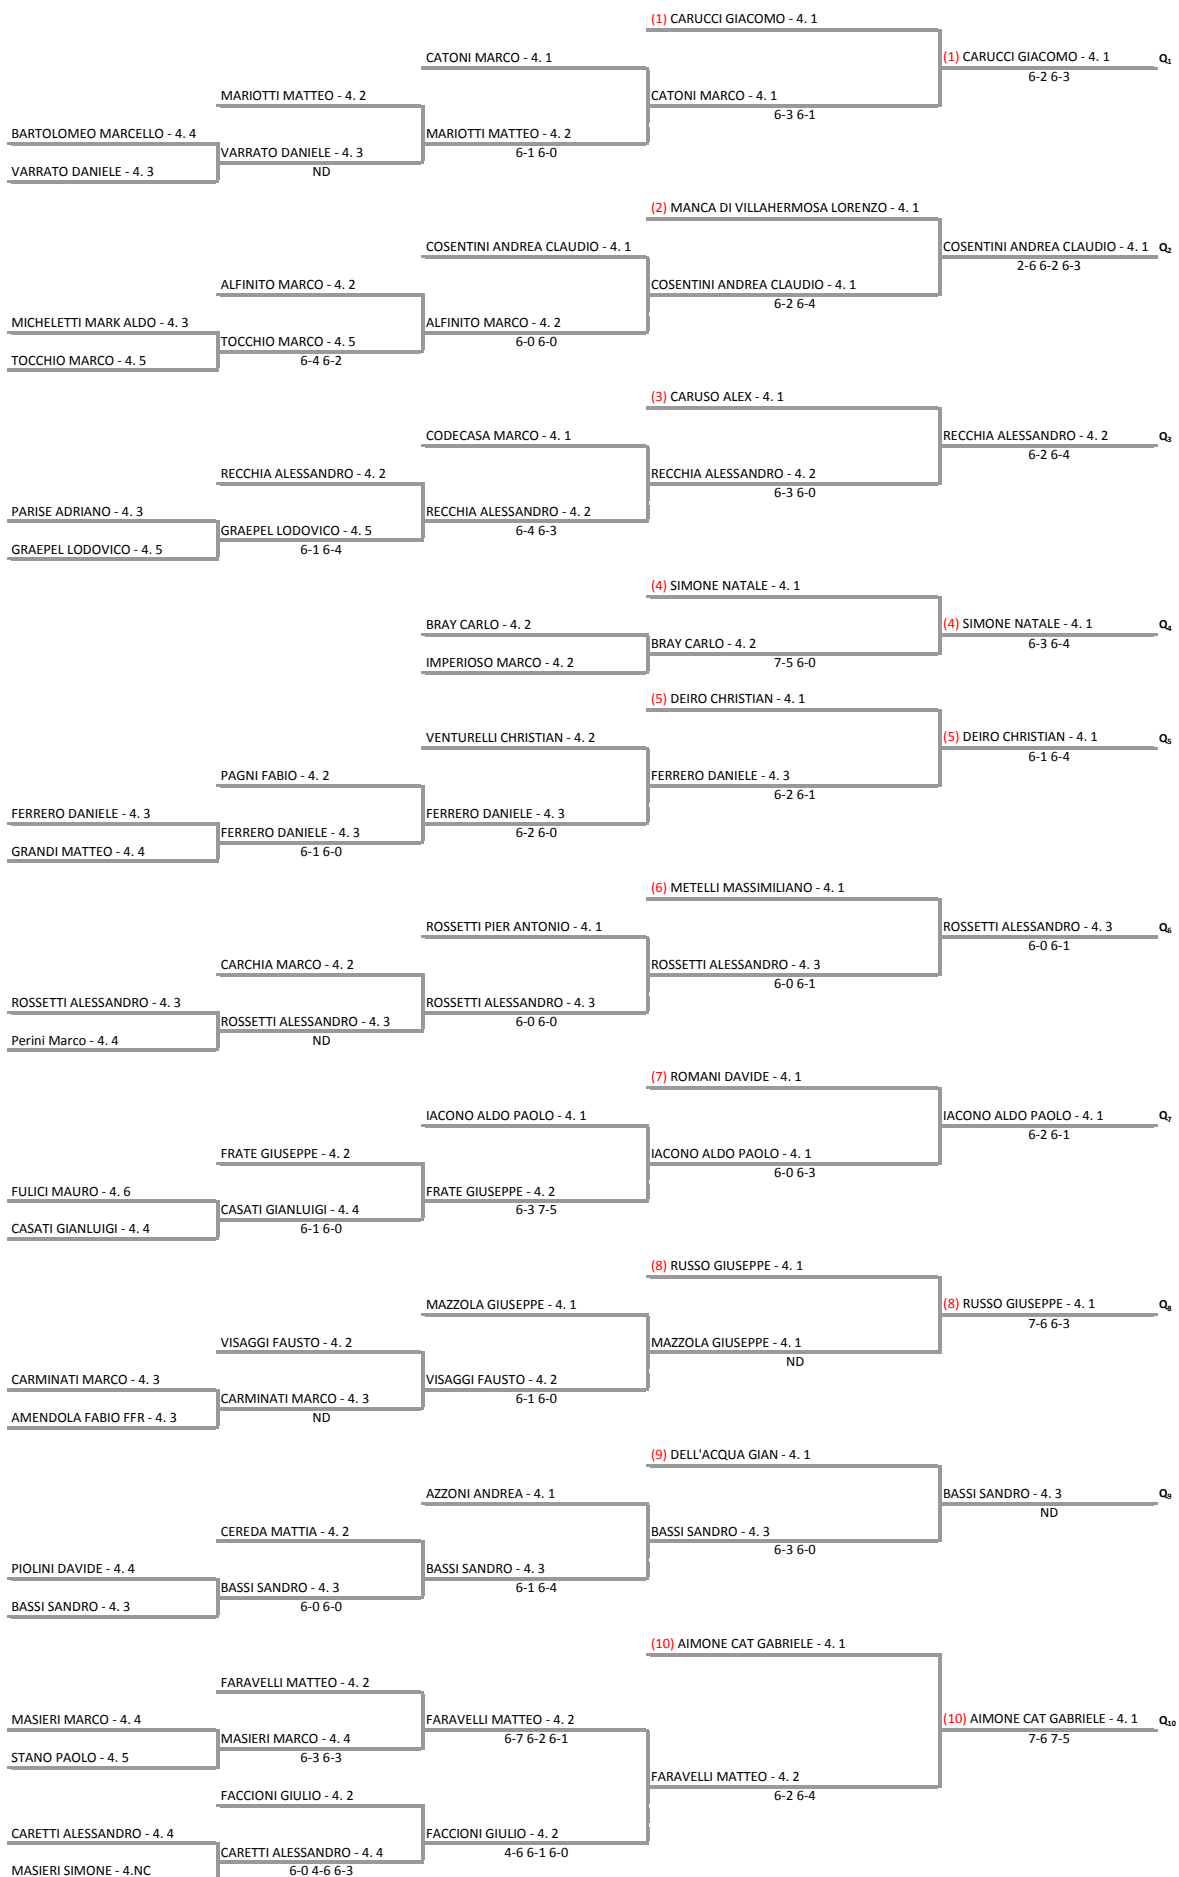 (1) CARUCCI GIACOMO - 4. 1
CATONI MARCO - 4. 1
(1) CARUCCI GIACOMO - 4. 1 Q1
6-2 6-3
MARIOTTI MATTEO - 4. 2
CATONI MARCO - 4. 1
6-3 6-1
BARTOLOMEO MARCELLO - 4. 4
MARIOTTI MATTEO - 4. 2
6-1 6-0
VARRATO DANIELE - 4. 3
VARRATO DANIELE - 4. 3
ND
(2) MANCA DI VILLAHERMOSA LORENZO - 4. 1
COSENTINI ANDREA CLAUDIO - 4. 1
COSENTINI ANDREA CLAUDIO - 4. 1 Q2
2-6 6-2 6-3
ALFINITO MARCO - 4. 2
COSENTINI ANDREA CLAUDIO - 4. 1
6-2 6-4
MICHELETTI MARK ALDO - 4. 3
ALFINITO MARCO - 4. 2
6-0 6-0
TOCCHIO MARCO - 4. 5
TOCCHIO MARCO - 4. 5
6-4 6-2
(3) CARUSO ALEX - 4. 1
CODECASA MARCO - 4. 1
RECCHIA ALESSANDRO - 4. 2 Q3
6-2 6-4
RECCHIA ALESSANDRO - 4. 2
RECCHIA ALESSANDRO - 4. 2
6-3 6-0
PARISE ADRIANO - 4. 3
RECCHIA ALESSANDRO - 4. 2
6-4 6-3
GRAEPEL LODOVICO - 4. 5
GRAEPEL LODOVICO - 4. 5
6-1 6-4
(4) SIMONE NATALE - 4. 1
BRAY CARLO - 4. 2
(4) SIMONE NATALE - 4. 1 Q4
6-3 6-4
BRAY CARLO - 4. 2
7-5 6-0
IMPERIOSO MARCO - 4. 2
(5) DEIRO CHRISTIAN - 4. 1
VENTURELLI CHRISTIAN - 4. 2
(5) DEIRO CHRISTIAN - 4. 1 Q5
6-1 6-4
PAGNI FABIO - 4. 2
FERRERO DANIELE - 4. 3
6-2 6-1
FERRERO DANIELE - 4. 3
FERRERO DANIELE - 4. 3
6-2 6-0
FERRERO DANIELE - 4. 3
6-1 6-0
GRANDI MATTEO - 4. 4
(6) METELLI MASSIMILIANO - 4. 1
ROSSETTI PIER ANTONIO - 4. 1
ROSSETTI ALESSANDRO - 4. 3 Q6
6-0 6-1
CARCHIA MARCO - 4. 2
ROSSETTI ALESSANDRO - 4. 3
6-0 6-1
ROSSETTI ALESSANDRO - 4. 3
ROSSETTI ALESSANDRO - 4. 3
6-0 6-0
ROSSETTI ALESSANDRO - 4. 3
ND
Perini Marco - 4. 4
(7) ROMANI DAVIDE - 4. 1
IACONO ALDO PAOLO - 4. 1
IACONO ALDO PAOLO - 4. 1 Q7
6-2 6-1
FRATE GIUSEPPE - 4. 2
IACONO ALDO PAOLO - 4. 1
6-0 6-3
FULICI MAURO - 4. 6
FRATE GIUSEPPE - 4. 2
6-3 7-5
CASATI GIANLUIGI - 4. 4
CASATI GIANLUIGI - 4. 4
6-1 6-0
(8) RUSSO GIUSEPPE - 4. 1
MAZZOLA GIUSEPPE - 4. 1
(8) RUSSO GIUSEPPE - 4. 1 Q8
7-6 6-3
VISAGGI FAUSTO - 4. 2
MAZZOLA GIUSEPPE - 4. 1
ND
CARMINATI MARCO - 4. 3
VISAGGI FAUSTO - 4. 2
6-1 6-0
CARMINATI MARCO - 4. 3
ND
AMENDOLA FABIO FFR - 4. 3
(9) DELL'ACQUA GIAN - 4. 1
AZZONI ANDREA - 4. 1
BASSI SANDRO - 4. 3 Q9
ND
CEREDA MATTIA - 4. 2
BASSI SANDRO - 4. 3
6-3 6-0
PIOLINI DAVIDE - 4. 4
BASSI SANDRO - 4. 3
6-1 6-4
BASSI SANDRO - 4. 3
6-0 6-0
BASSI SANDRO - 4. 3
(10) AIMONE CAT GABRIELE - 4. 1
FARAVELLI MATTEO - 4. 2
MASIERI MARCO - 4. 4
FARAVELLI MATTEO - 4. 2
6-7 6-2 6-1
(10) AIMONE CAT GABRIELE - 4. 1 Q10
7-6 7-5
MASIERI MARCO - 4. 4
6-3 6-3
STANO PAOLO - 4. 5
FARAVELLI MATTEO - 4. 2
6-2 6-4
FACCIONI GIULIO - 4. 2
CARETTI ALESSANDRO - 4. 4
FACCIONI GIULIO - 4. 2
4-6 6-1 6-0
CARETTI ALESSANDRO - 4. 4
6-0 4-6 6-3
MASIERI SIMONE - 4.NC